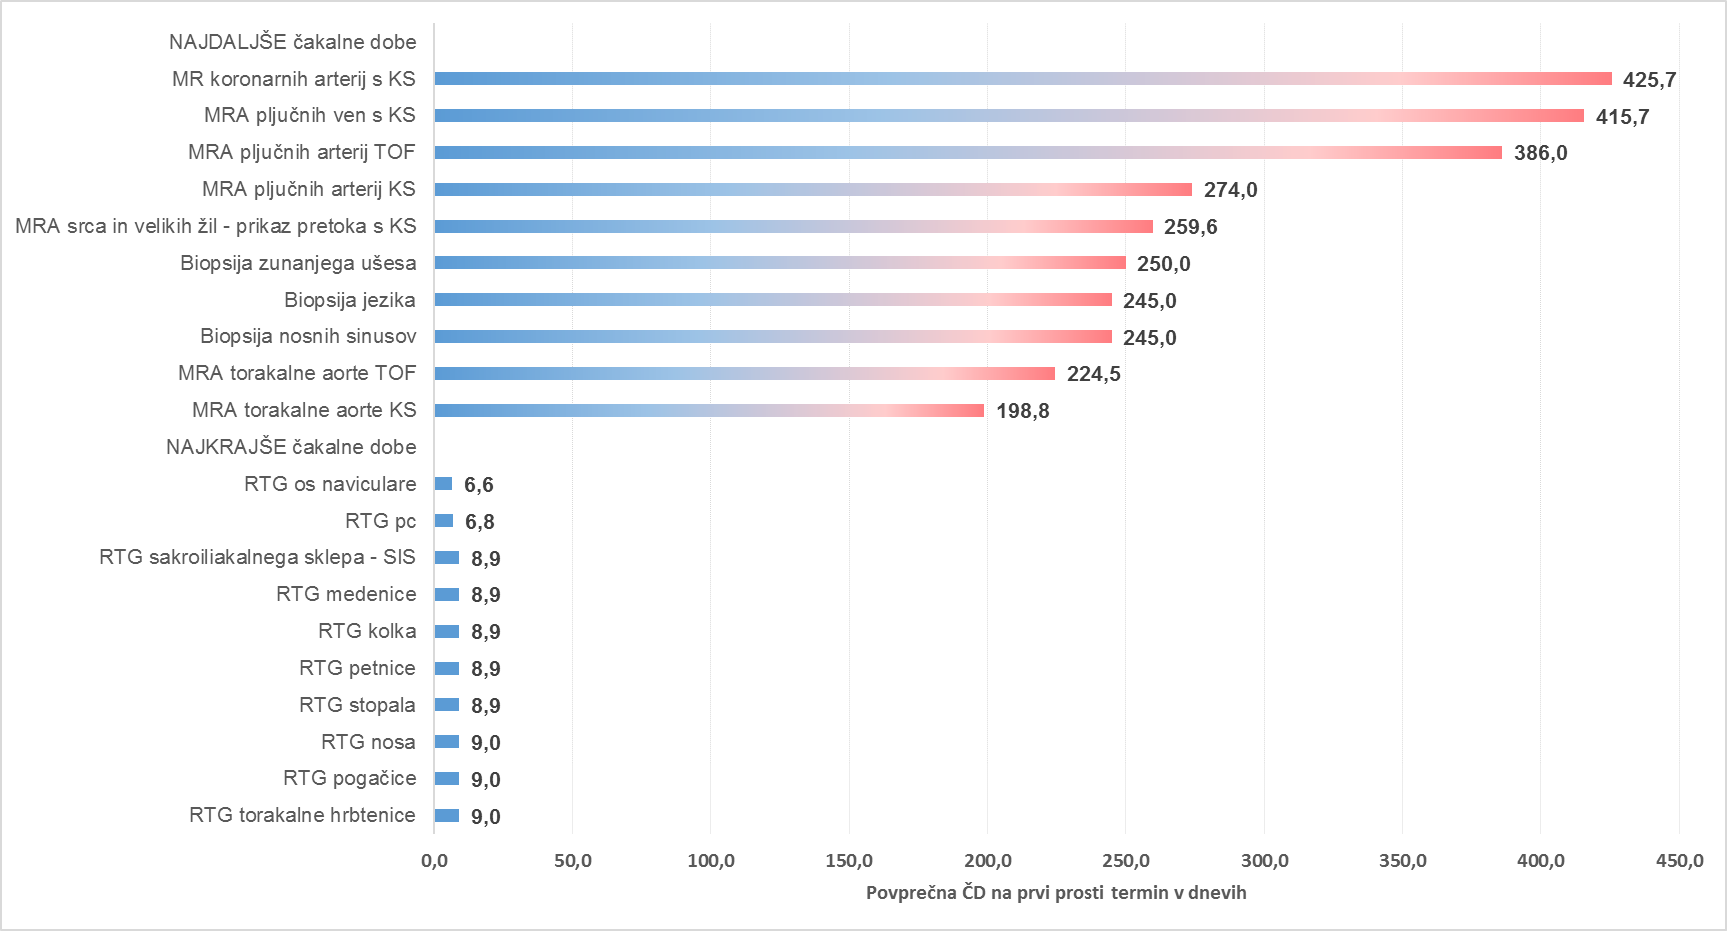 NAJDALJŠE čakalne dobe
MR koronarnih arterij s KS 425,7
MRA pljučnih ven s KS 415,7
MRA pljučnih arterij TOF 386,0
MRA pljučnih arterij KS 274,0
MRA srca in velikih žil - prikaz pretoka s KS 259,6
Biopsija zunanjega ušesa 250,0
Biopsija jezika 245,0
Biopsija nosnih sinusov 245,0
MRA torakalne aorte TOF 224,5
MRA torakalne aorte KS 198,8
NAJKRAJŠE čakalne dobe
RTG os naviculare 6,6
RTG pc 6,8
RTG sakroiliakalnega sklepa - SIS 8,9
RTG medenice 8,9
RTG kolka 8,9
RTG petnice 8,9
RTG stopala 8,9
RTG nosa 9,0
RTG pogačice 9,0
RTG torakalne hrbtenice 9,0
0,0 50,0 100,0 150,0 200,0 250,0 300,0 350,0 400,0 450,0
Povprečna ČD na prvi prosti termin v dnevih